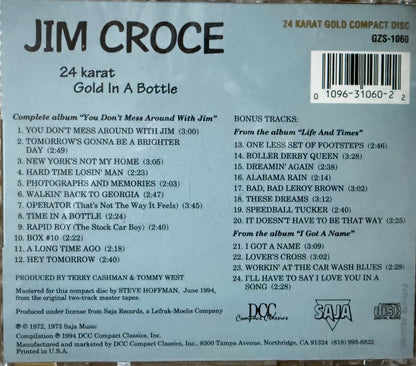 JIM CROCE
24 karat
Gold In A Bottle
24 KARAT GOLD COMPACT DISC
GZS-1060
0 10963-1060-2 2
Complete album "You Don't Mess Around With Jim"
1. YOU DON'T MESS AROUND WITH JIM (3:00)
2. TOMORROW'S GONNA BE A BRIGHTER
DAY (2:49)
3. NEW YORK'S NOT MY HOME (3:05)
4. HARD TIME LOSIN' MAN (2:23)
5. PHOTOGRAPHS AND MEMORIES (2:03)
6. WALKIN' BACK TO GEORGIA (2:47)
7. OPERATOR (That's Not The Way It Feels) (3:45)
8. TIME IN A BOTTLE (2:24)
9. RAPID ROY (The Stock Car Boy) (2:40)
10. BOX #10 (2:22)
11. A LONG TIME AGO (2:18)
12. HEY TOMORROW (2:40)
BONUS TRACKS:
From the album "Life And Times"
13. ONE LESS SET OF FOOTSTEPS (2:46)
14. ROLLER DERBY QUEEN (3:28)
15. DREAMIN' AGAIN (2:38)
16. ALABAMA RAIN (2:14)
17. BAD, BAD LEROY BROWN (3:02)
18. THESE DREAMS (3:12)
19. SPEEDBALL TUCKER (2:40)
20. IT DOESN'T HAVE TO BE THAT WAY (2:25)
From the album "I Got A Name"
21. I GOT A NAME (3:09)
22. LOVER'S CROSS (3:02)
23. WORKIN' AT THE CAR WASH BLUES (2:29)
24. I'LL HAVE TO SAY I LOVE YOU IN A
SONG (2:28)
PRODUCED BY TERRY CASHMAN & TOMMY WEST
Mastered for this compact disc by STEVE HOFFMAN, June 1994,
from the original two-track master tapes.
Produced under license from Saja Records, a Lefrak-Moelis Company
℗ © 1972, 1973 Saja Music
Compilation ℗ 1994 DCC Compact Classics, Inc.
Manufactured and marketed by DCC Compact Classics, Inc., 8300 Tampa Avenue, Northridge, CA 91324 (818) 993-8822)
Printed in U.S.A.
DCC
Compact Classics
SAJA
COMPACT
disc
DIGITAL AUDIO